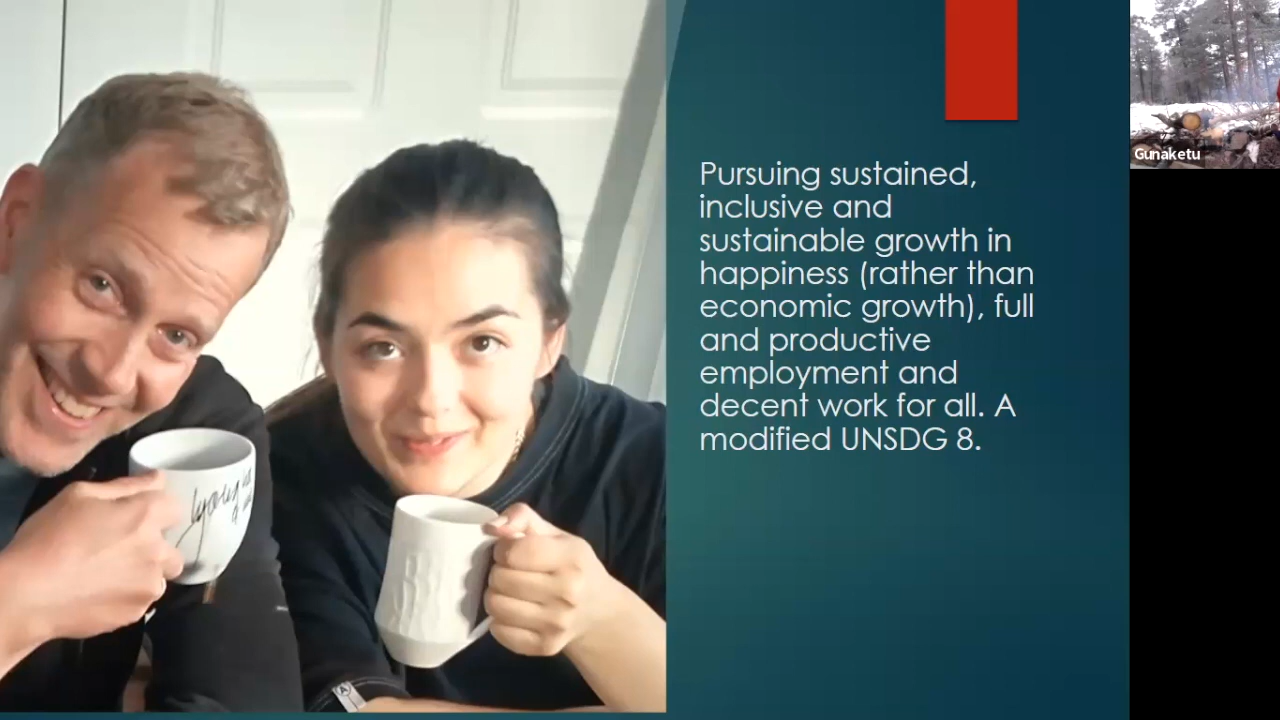 Pursuing sustained,
inclusive and
sustainable growth in
happiness (rather than
economic growth), full
and productive
employment and
decent work for all. A
modified UNSDG 8.
Gunaketu